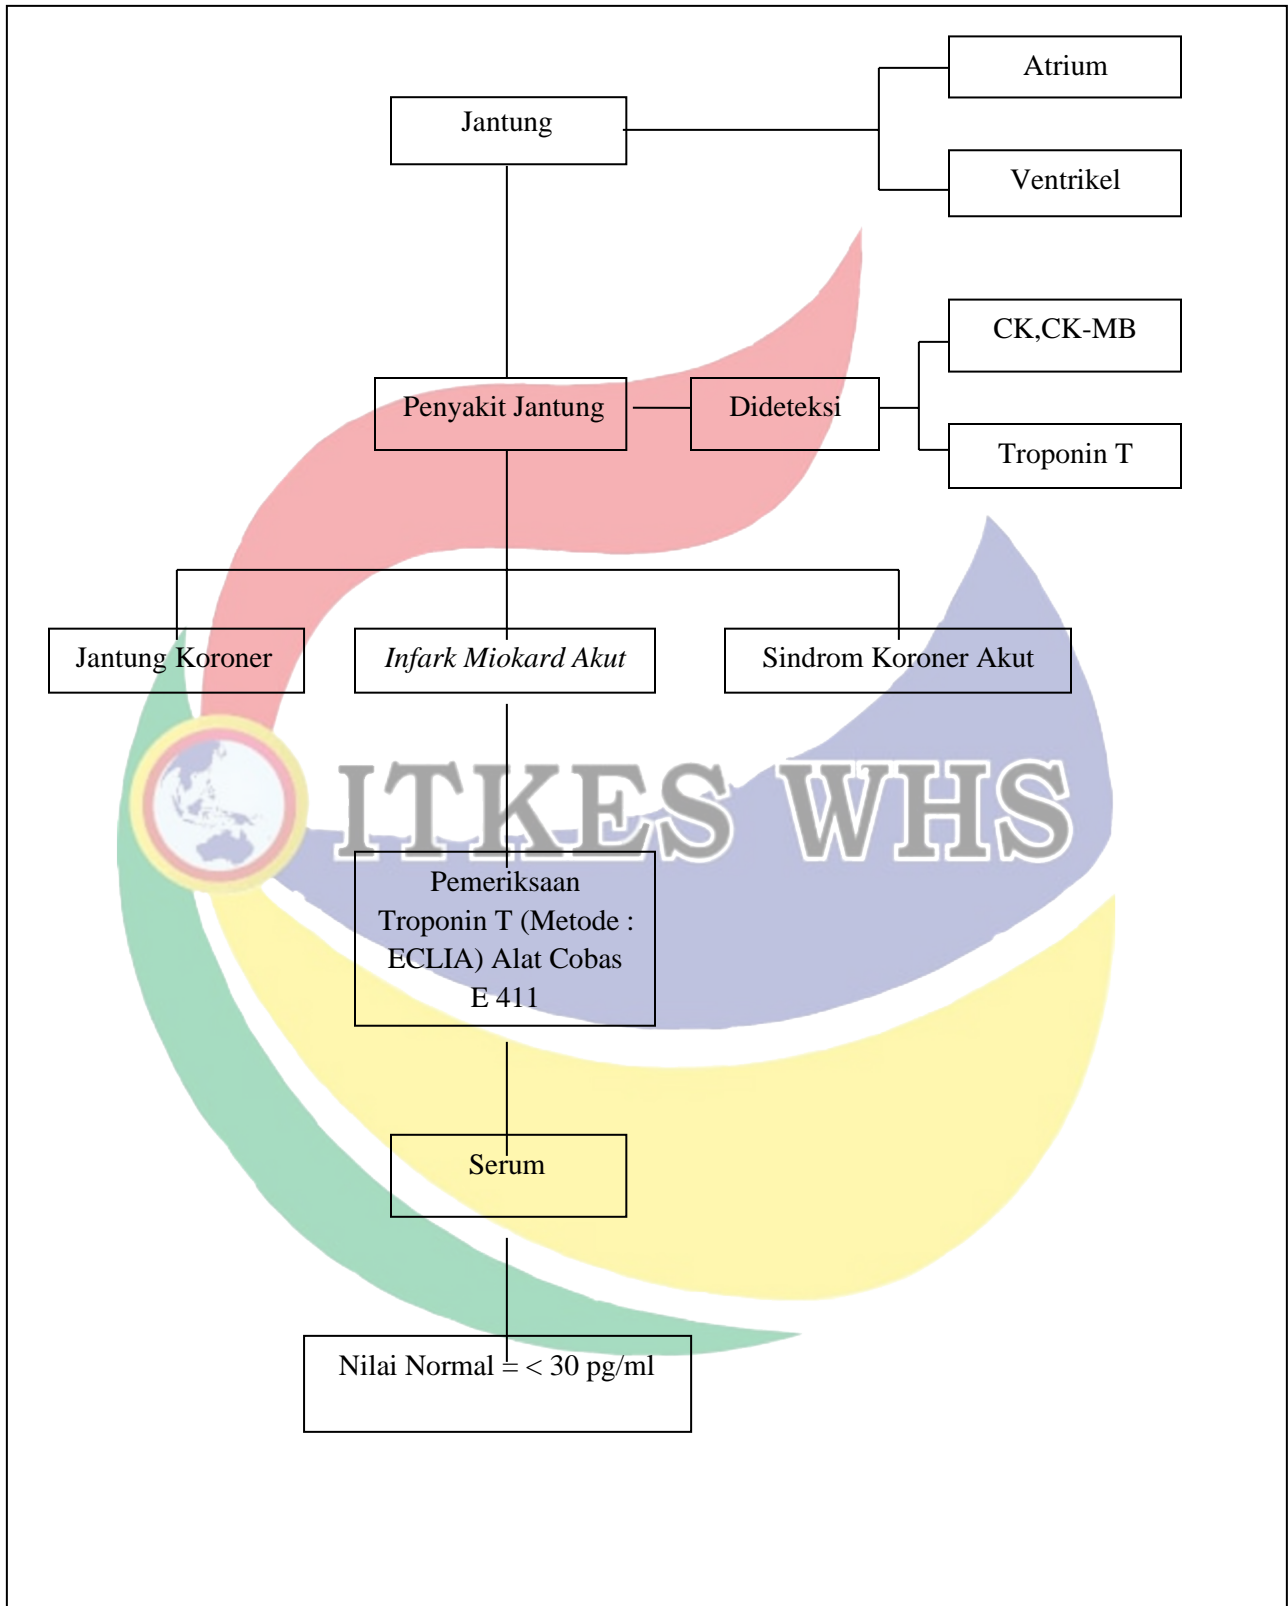 Atrium
Jantung
Ventrikel
CK,CK-MB
Penyakit Jantung
Dideteksi
Troponin T
Jantung Koroner
Infark Miokard Akut
Sindrom Koroner Akut
ITKES WHS
Pemeriksaan
Troponin T (Metode :
ECLIA) Alat Cobas
E 411
Serum
Nilai Normal = < 30 pg/ml